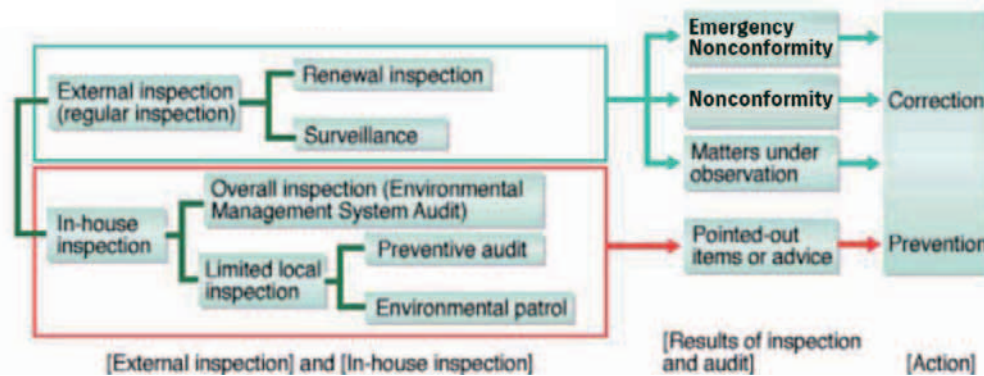 External inspection
(regular inspection)
Renewal inspection
Surveillance
In-house
inspection
Overall inspection (Environmental
Management System Audit)
Limited local
inspection
Preventive audit
Environmental patrol
Emergency
Nonconformity
Nonconformity
Matters under
observation
Pointed-out
items or advice
Correction
Prevention
[External inspection] and [In-house inspection]
[Results of inspection
and audit]
[Action]